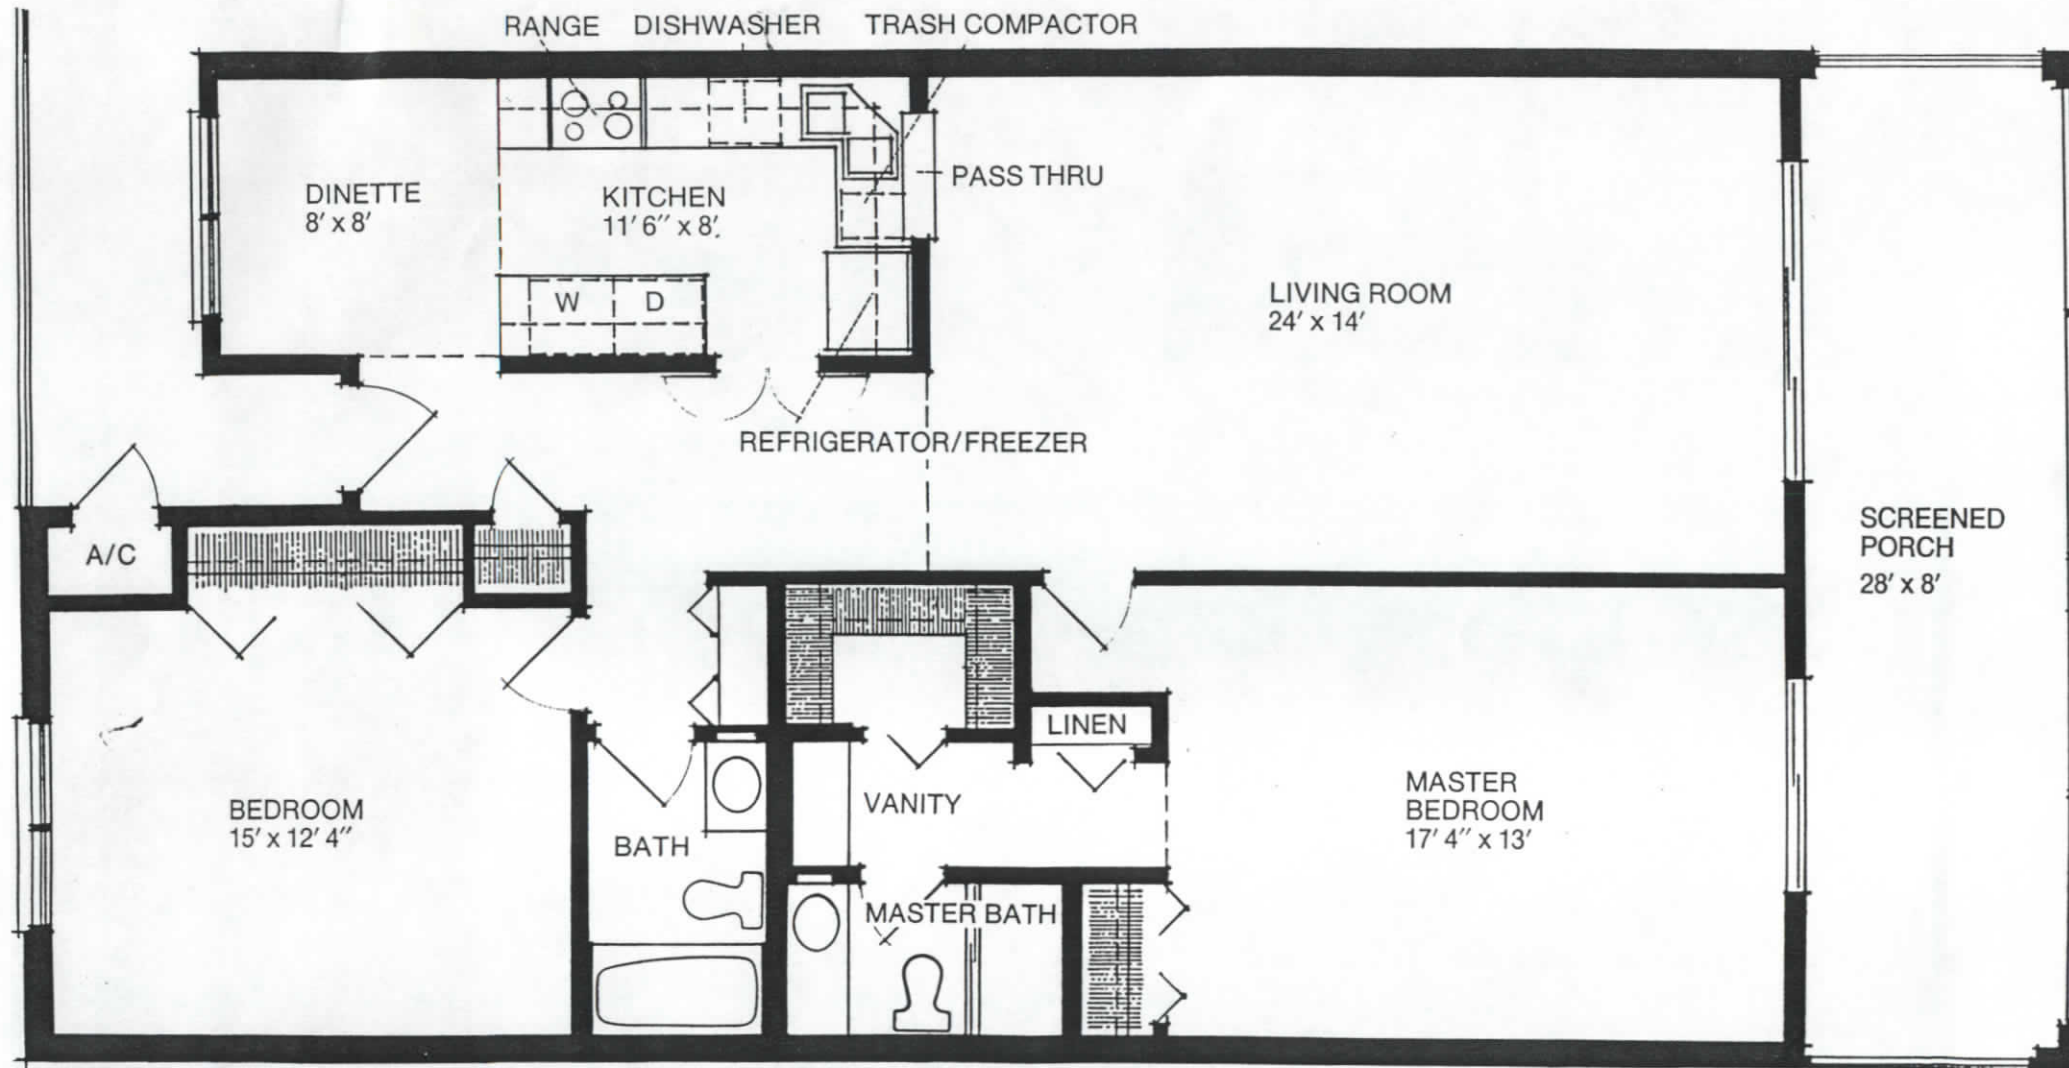 RANGE DISHWASHER TRASH COMPACTOR
DINETTE
8' x 8'
KITCHEN
11' 6" x 8'
PASS THRU
W D
LIVING ROOM
24' x 14'
REFRIGERATOR/FREEZER
A/C
SCREENED
PORCH
28' x 8'
LINEN
BEDROOM
15' x 12' 4"
BATH
VANITY
MASTER
BEDROOM
17' 4" x 13'
MASTER BATH